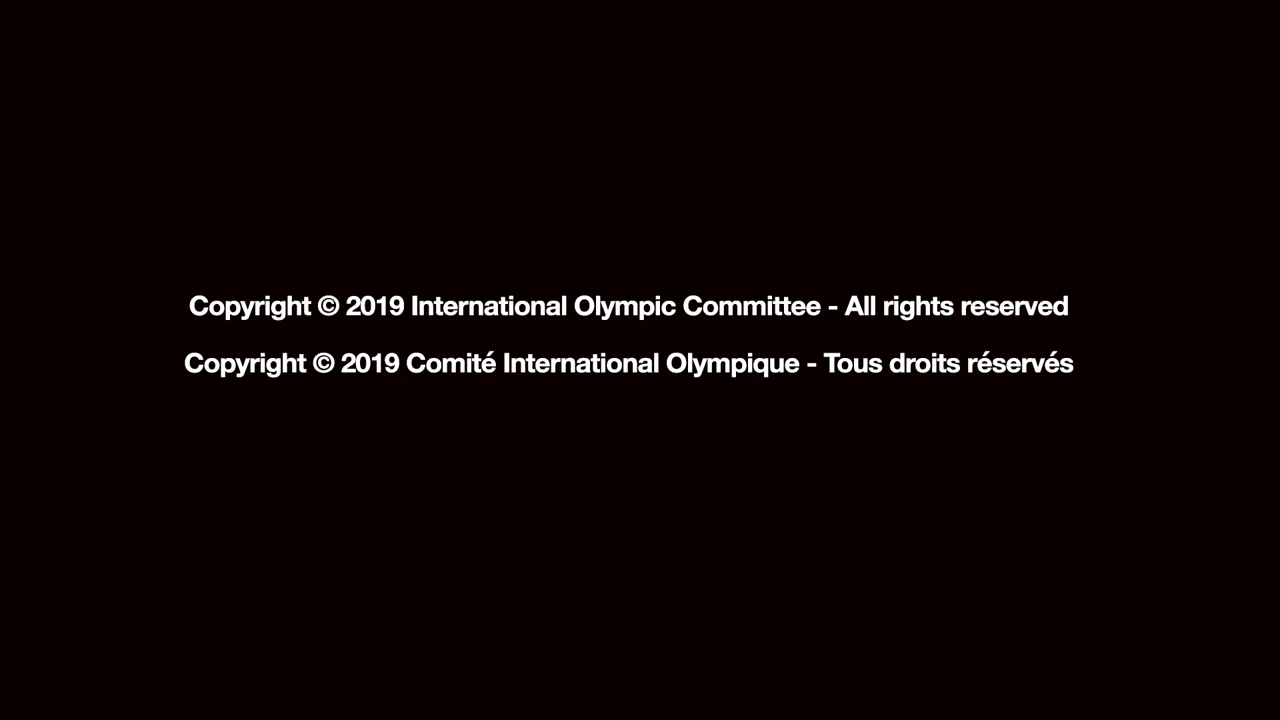 Copyright © 2019 International Olympic Committee - All rights reserved
Copyright © 2019 Comité International Olympique - Tous droits réservés